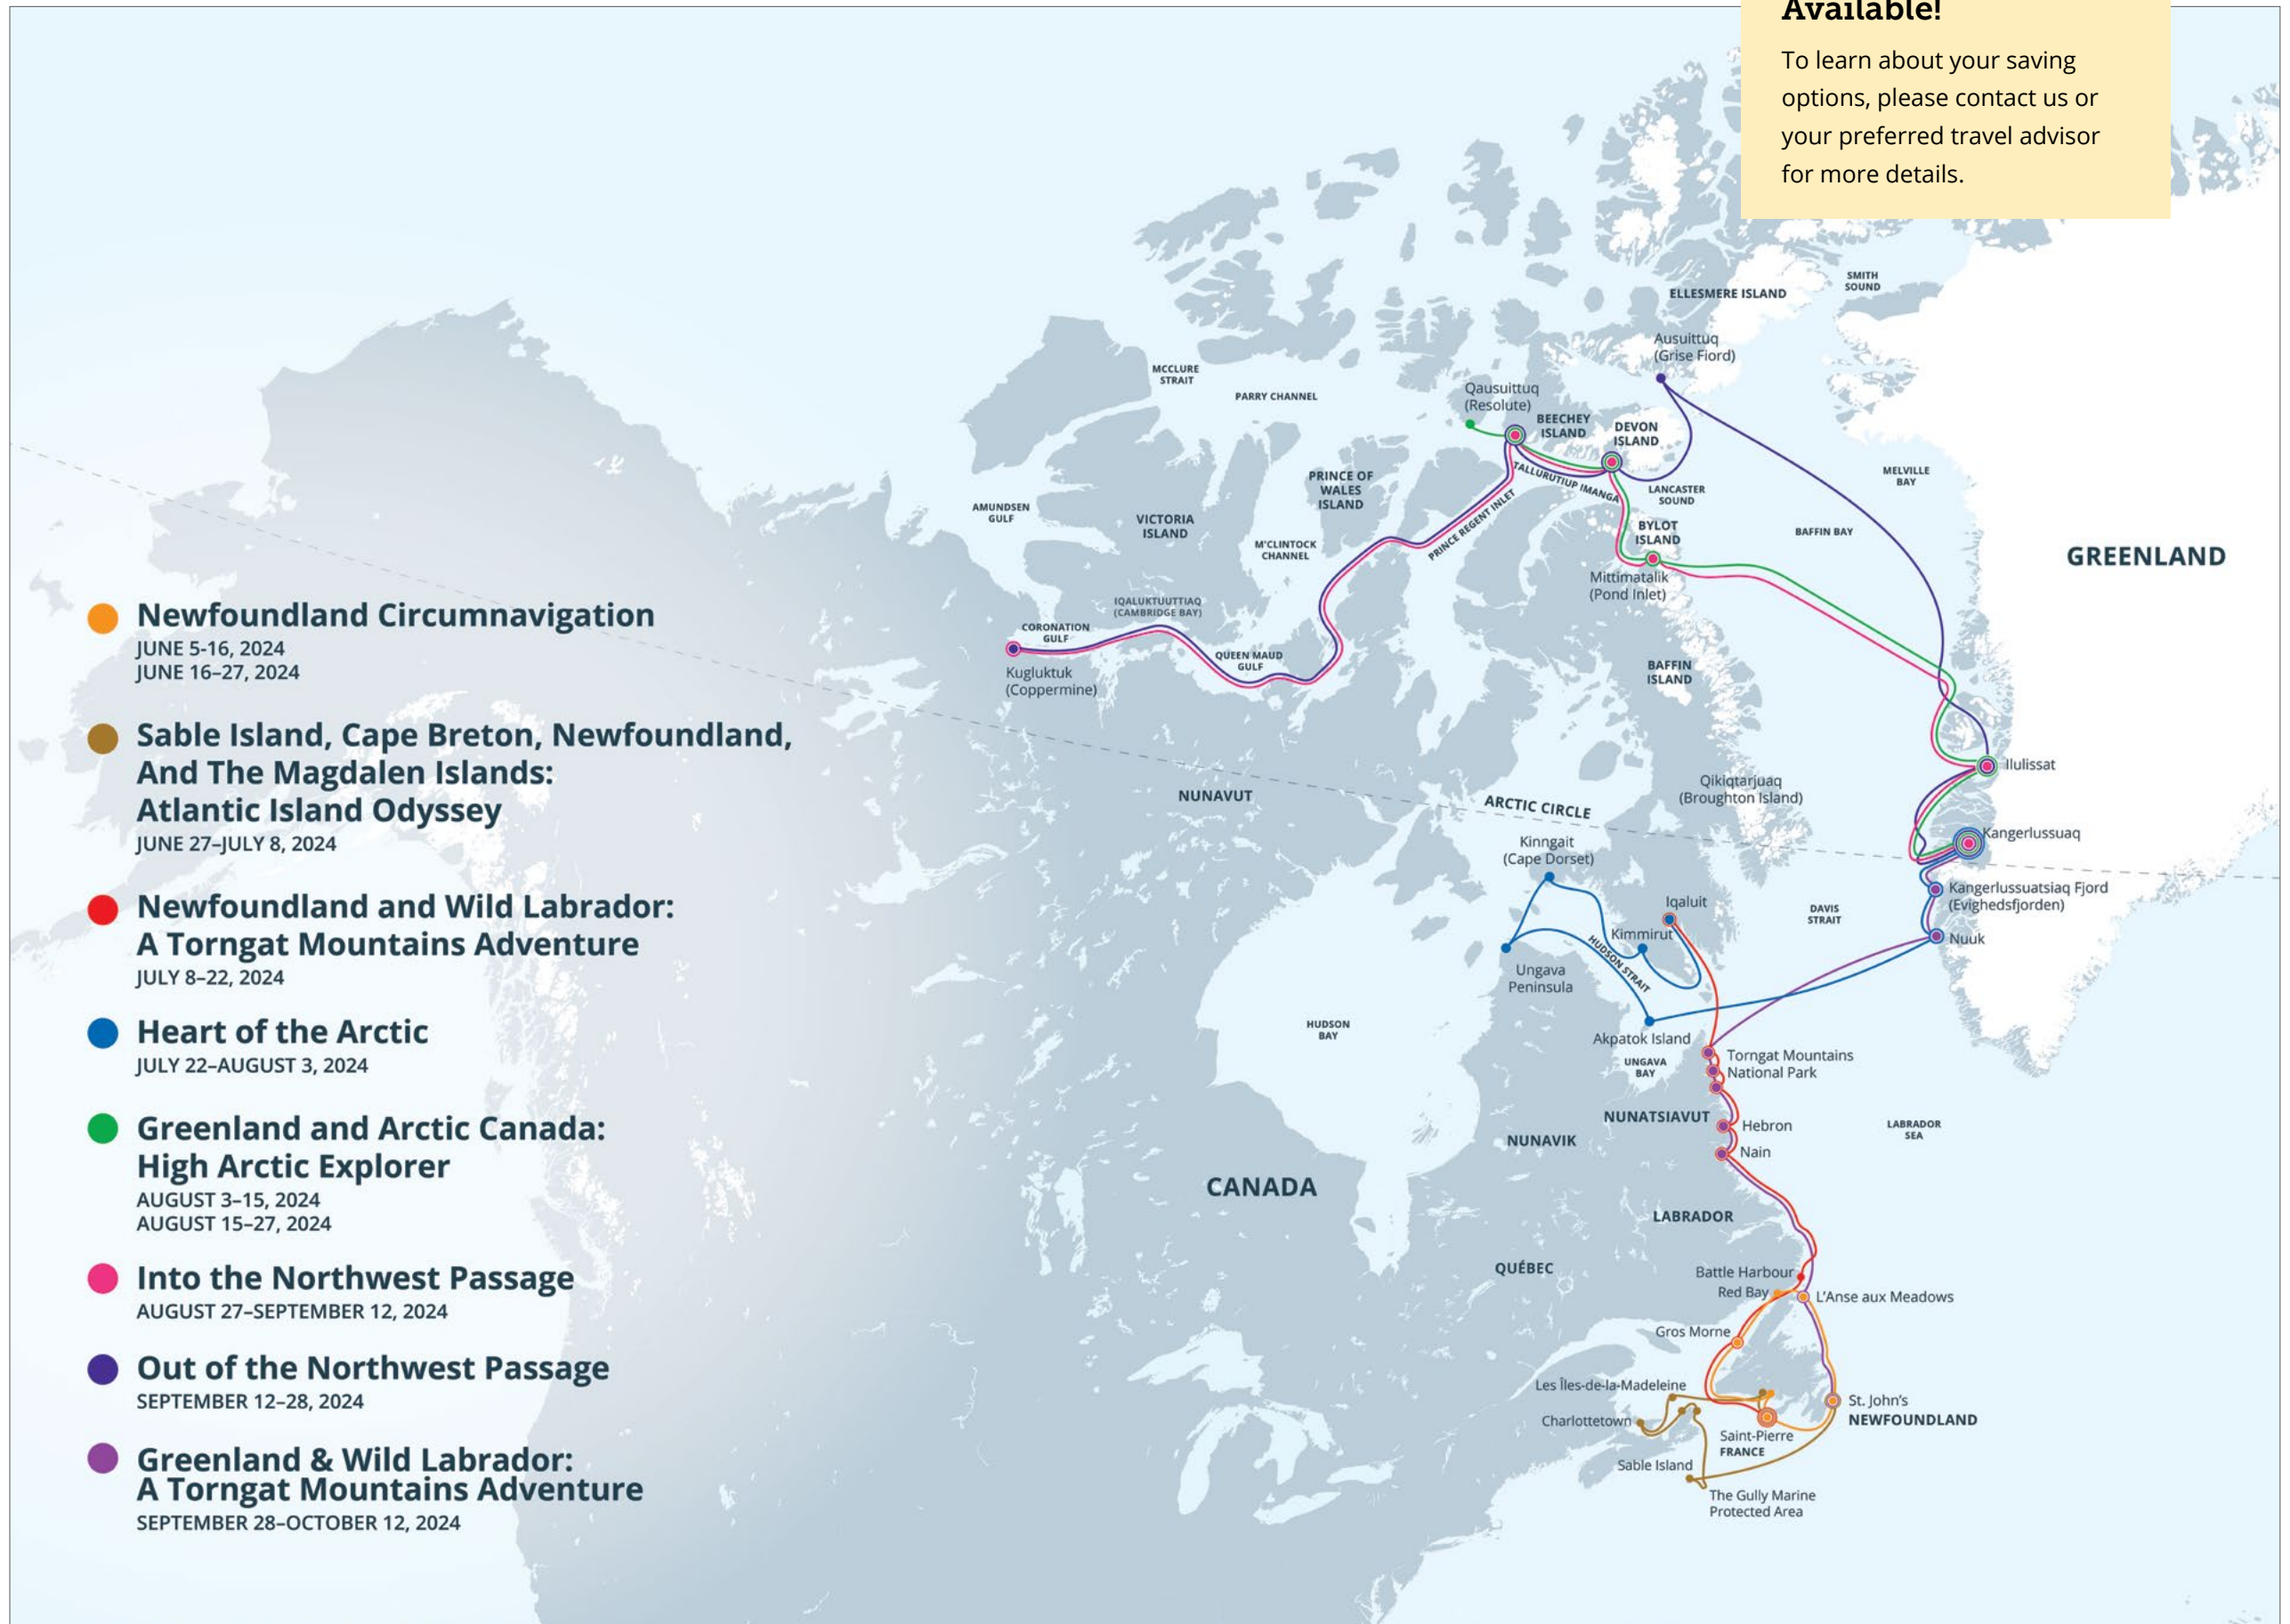 Available!
To learn about your saving
options, please contact us or
your preferred travel advisor
for more details.
Newfoundland Circumnavigation
JUNE 5-16, 2024
JUNE 16–27, 2024
Sable Island, Cape Breton, Newfoundland,
And The Magdalen Islands:
Atlantic Island Odyssey
JUNE 27–JULY 8, 2024
Newfoundland and Wild Labrador:
A Torngat Mountains Adventure
JULY 8–22, 2024
Heart of the Arctic
JULY 22–AUGUST 3, 2024
Greenland and Arctic Canada:
High Arctic Explorer
AUGUST 3–15, 2024
AUGUST 15–27, 2024
Into the Northwest Passage
AUGUST 27–SEPTEMBER 12, 2024
Out of the Northwest Passage
SEPTEMBER 12–28, 2024
Greenland & Wild Labrador:
A Torngat Mountains Adventure
SEPTEMBER 28–OCTOBER 12, 2024
SMITH
SOUND
ELLESMERE ISLAND
Ausuittuq
(Grise Fiord)
MCCLURE
STRAIT
PARRY CHANNEL
Qausuittuq
(Resolute)
BEECHEY
ISLAND
DEVON
ISLAND
MELVILLE
BAY
PRINCE OF
WALES
ISLAND
TALLURUTIUP IMANGA
LANCASTER
SOUND
AMUNDSEN
GULF
VICTORIA
ISLAND
PRINCE REGENT INLET
BYLOT
ISLAND
BAFFIN BAY
M'CLINTOCK
CHANNEL
GREENLAND
Mittimatalik
(Pond Inlet)
IQALUKTUUTTIAQ
(CAMBRIDGE BAY)
CORONATION
GULF
QUEEN MAUD
GULF
Kugluktuk
(Coppermine)
BAFFIN
ISLAND
Ilulissat
Qikiqtarjuaq
(Broughton Island)
NUNAVUT
ARCTIC CIRCLE
Kangerlussuaq
Kinngait
(Cape Dorset)
Kangerlussuatsiaq Fjord
(Evighedsfjorden)
Iqaluit
DAVIS
STRAIT
Kimmirut
Nuuk
HUDSON STRAIT
Ungava
Peninsula
HUDSON
BAY
Akpatok Island
UNGAVA
BAY
Torngat Mountains
National Park
NUNATSIAVUT
Hebron
LABRADOR
SEA
NUNAVIK
Nain
CANADA
LABRADOR
QUÉBEC
Battle Harbour
Red Bay
L'Anse aux Meadows
Gros Morne
Les Îles-de-la-Madeleine
St. John's
NEWFOUNDLAND
Charlottetown
Saint-Pierre
FRANCE
Sable Island
The Gully Marine
Protected Area